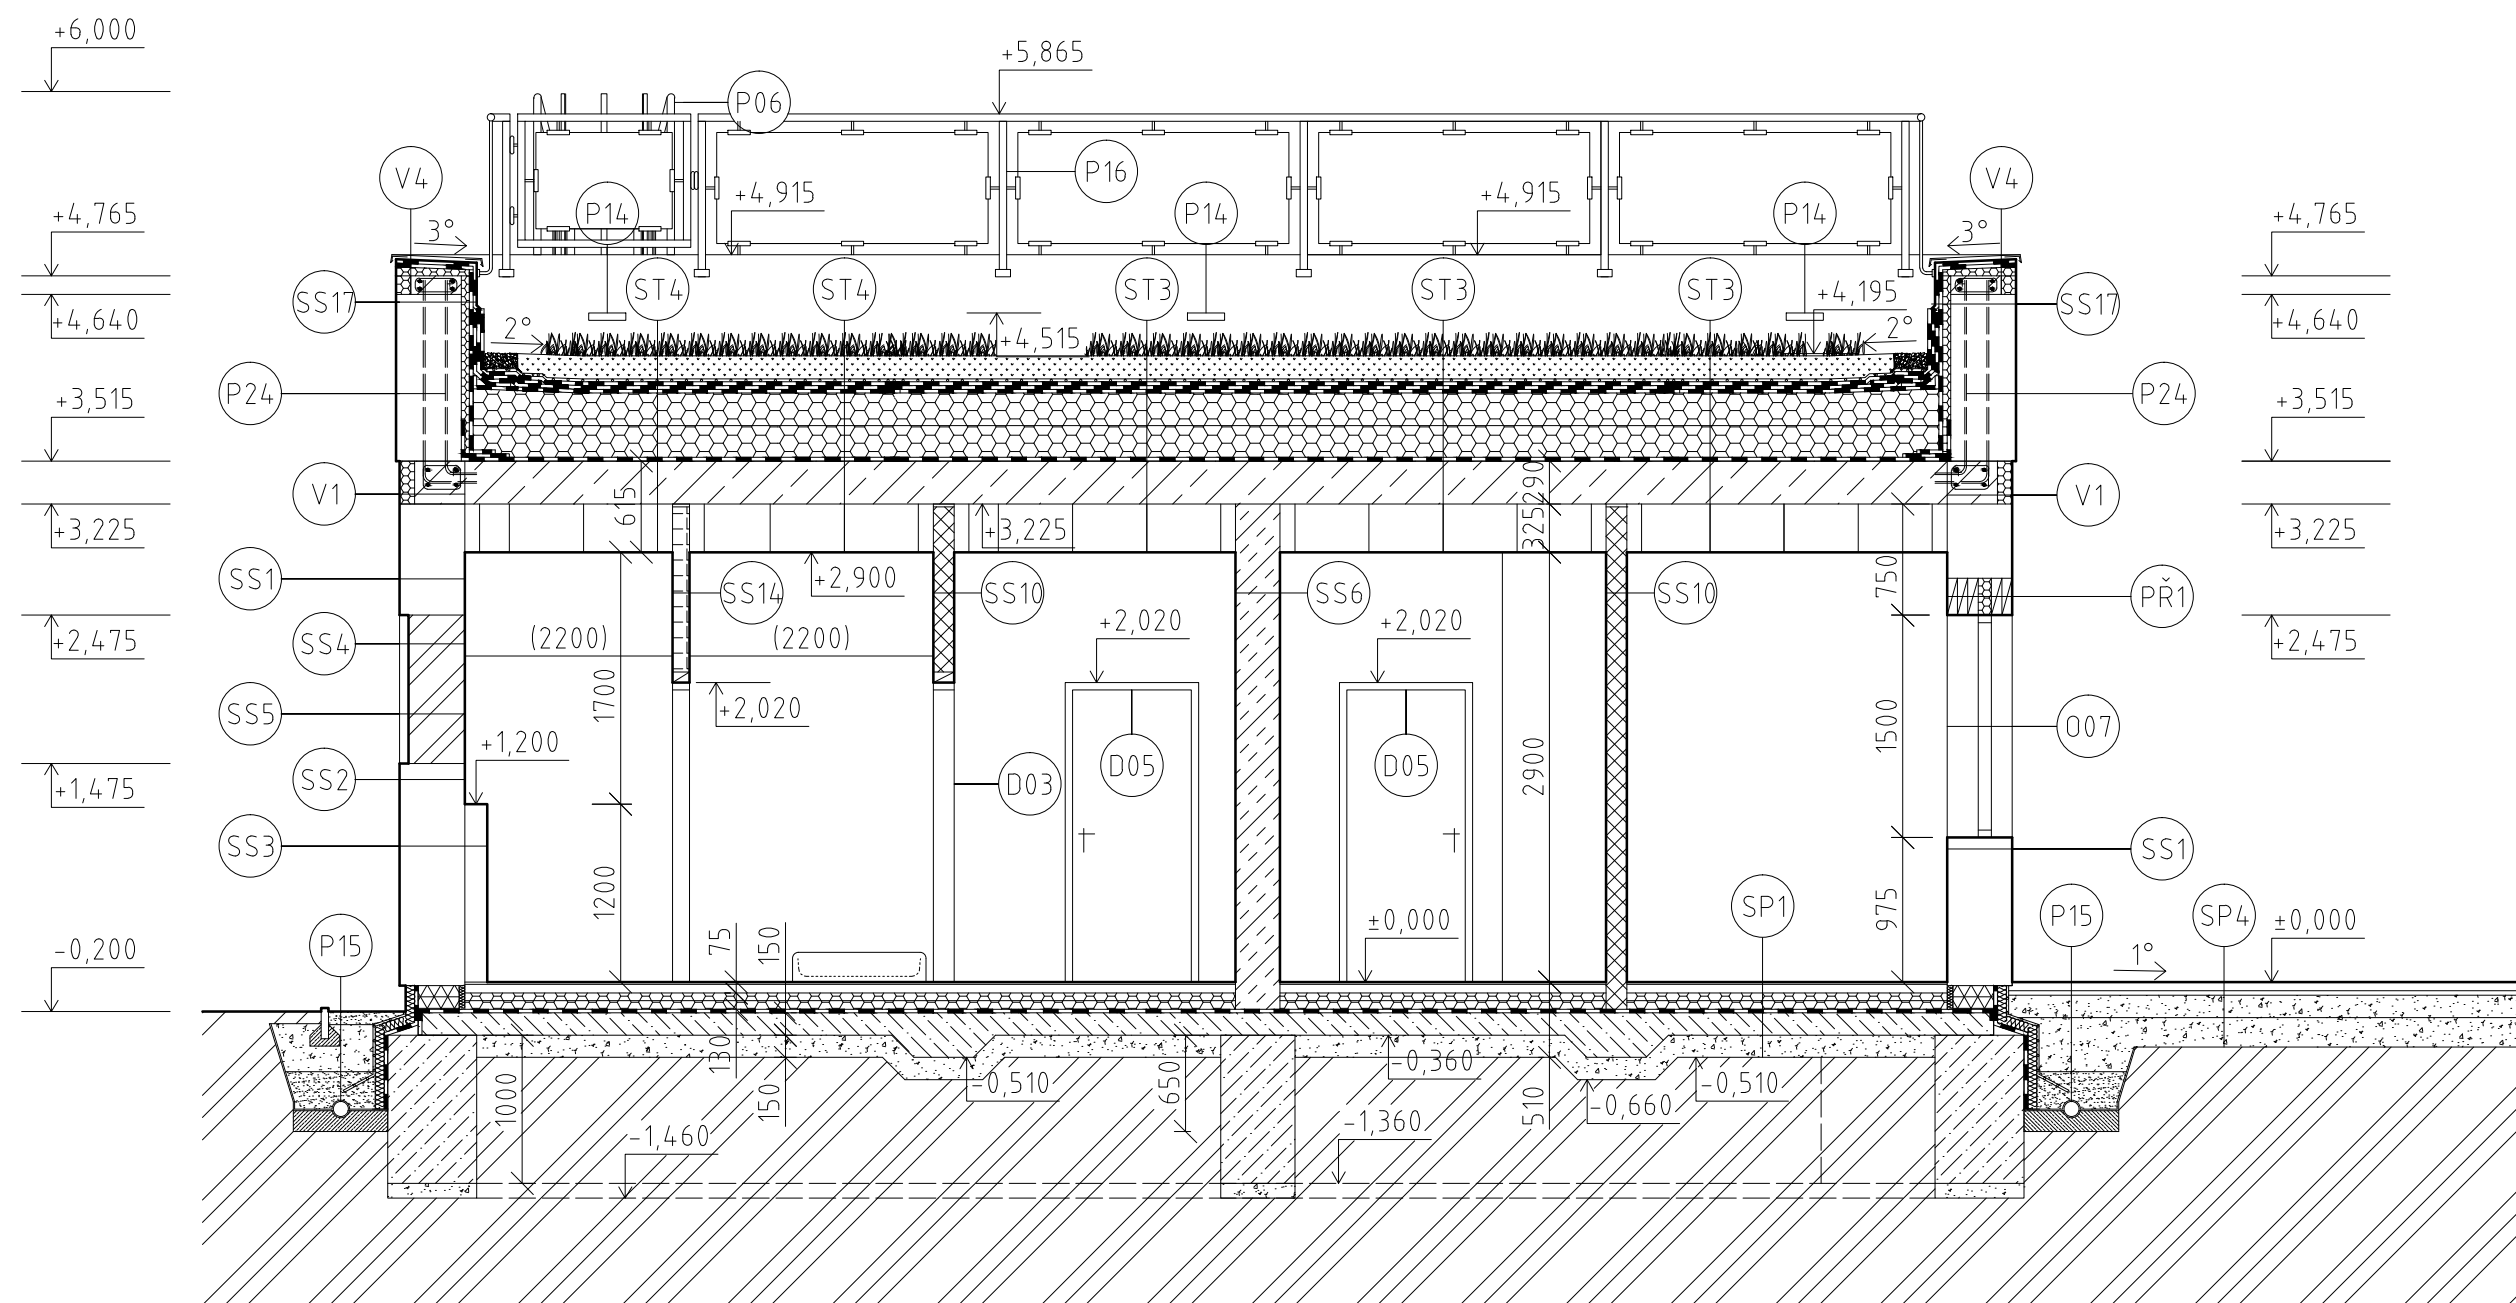 +6,000
+5,865
P06
V4
3°
P14
+4,915
P16
P14
+4,915
P14
V4
3°
+4,765
+4,765
SS17
ST4
ST4
ST3
ST3
ST3
+4,195
SS17
+4,640
2°
+4,515
2°
+4,640
P24
P24
+3,515
+3,515
V1
615
290
325
V1
+3,225
+3,225
+3,225
SS1
+2,900
SS14
SS10
SS6
SS10
750
PŘ1
SS4
(2200)
(2200)
+2,020
+2,020
+2,475
+2,475
SS5
1700
+2,020
1500
O07
SS2
+1,200
D03
D05
D05
2900
+1,475
SS3
1200
SS1
975
P15
-0,200
75
150
±0,000
SP1
P15
SP4
±0,000
1°
130
150
1000
-0,510
650
-0,360
510
-0,660
-0,510
-1,460
-1,360